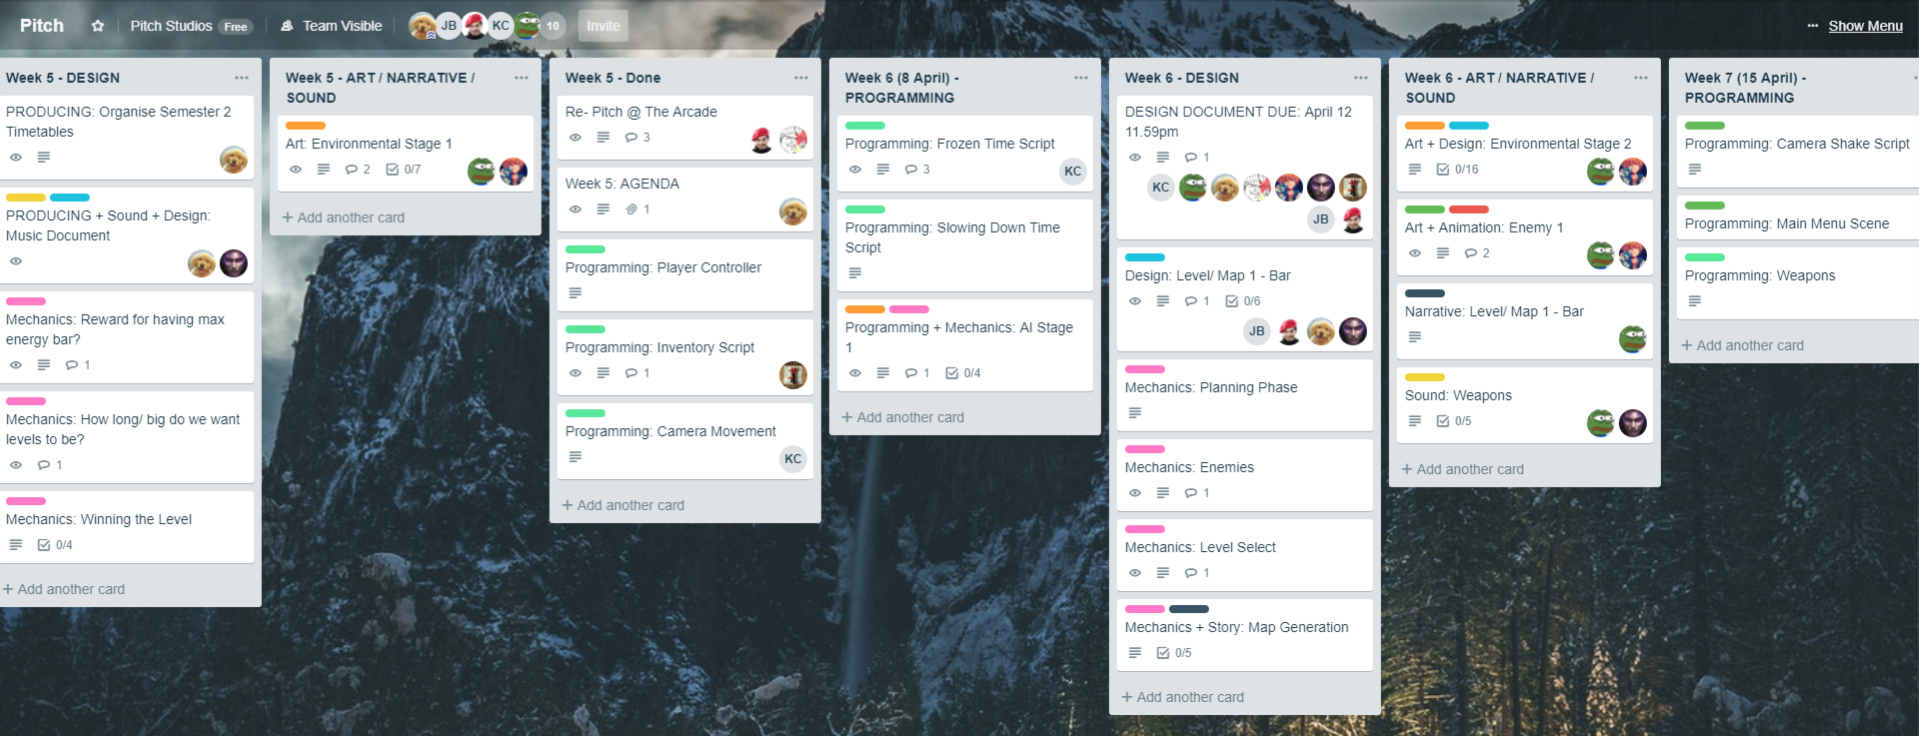 Pitch
Pitch Studios Free
Team Visible
JB
KC
10
Invite
··· Show Menu
Week 5 - DESIGN
PRODUCING: Organise Semester 2
Timetables
PRODUCING + Sound + Design:
Music Document
Mechanics: Reward for having max
energy bar?
1
Mechanics: How long/ big do we want
levels to be?
1
Mechanics: Winning the Level
0/4
+ Add another card
Week 5 - ART / NARRATIVE /
SOUND
Art: Environmental Stage 1
2 0/7
+ Add another card
Week 5 - Done
Re- Pitch @ The Arcade
3
Week 5: AGENDA
1
Programming: Player Controller
Programming: Inventory Script
1
Programming: Camera Movement
KC
+ Add another card
Week 6 (8 April) -
PROGRAMMING
Programming: Frozen Time Script
3 KC
Programming: Slowing Down Time
Script
Programming + Mechanics: AI Stage
1
1 0/4
+ Add another card
Week 6 - DESIGN
DESIGN DOCUMENT DUE: April 12
11.59pm
1
KC
JB
Design: Level/ Map 1 - Bar
1 0/6
JB
Mechanics: Planning Phase
Mechanics: Enemies
1
Mechanics: Level Select
1
Mechanics + Story: Map Generation
0/5
+ Add another card
Week 6 - ART / NARRATIVE /
SOUND
Art + Design: Environmental Stage 2
0/16
Art + Animation: Enemy 1
2
Narrative: Level/ Map 1 - Bar
Sound: Weapons
0/5
+ Add another card
Week 7 (15 April) -
PROGRAMMING
Programming: Camera Shake Script
Programming: Main Menu Scene
Programming: Weapons
+ Add another card